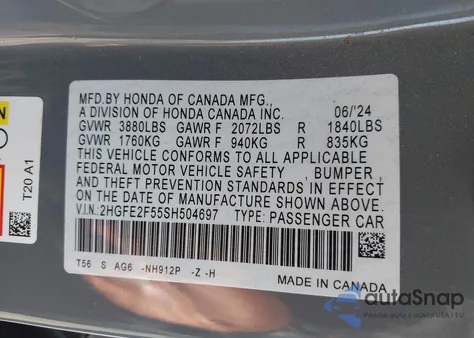 MFD.BY HONDA OF CANADA MFG.,
A DIVISION OF HONDA CANADA INC. 06/'24
GVWR 3880LBS GAWR F 2072LBS R 1840LBS
GVWR 1760KG GAWR F 940KG R 835KG
THIS VEHICLE CONFORMS TO ALL APPLICABLE
FEDERAL MOTOR VEHICLE SAFETY , BUMPER ,
AND THEFT PREVENTION STANDARDS IN EFFECT
ON THE DATE OF MANUFACTURE SHOWN ABOVE.
V.I.N.:2HGFE2F55SH504697 TYPE: PASSENGER CAR
T56 S AG6 -NH912P -Z -H
MADE IN CANADA
T20 A1
autoSnap